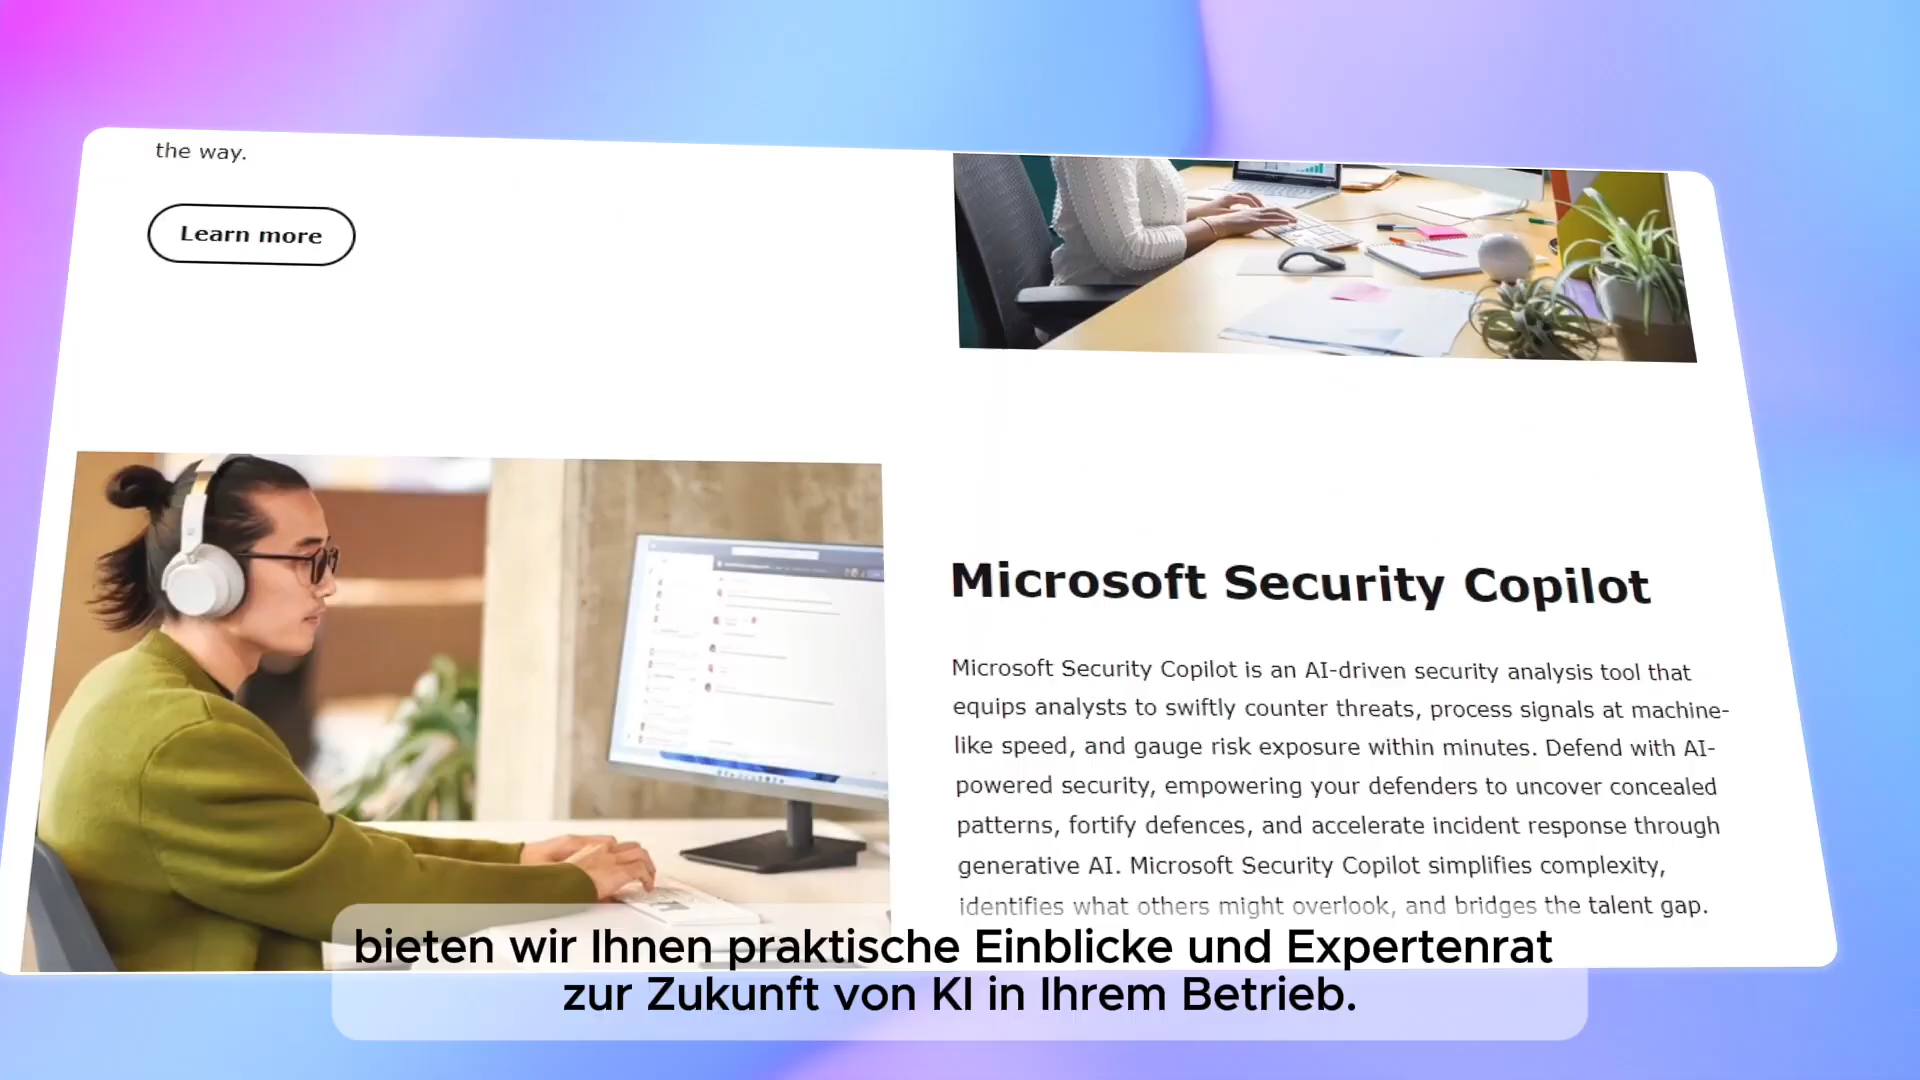 the way.
Learn more
Microsoft Security Copilot
Microsoft Security Copilot is an AI-driven security analysis tool that
equips analysts to swiftly counter threats, process signals at machine-
like speed, and gauge risk exposure within minutes. Defend with AI-
powered security, empowering your defenders to uncover concealed
patterns, fortify defences, and accelerate incident response through
generative AI. Microsoft Security Copilot simplifies complexity,
identifies what others might overlook, and bridges the talent gap.
bieten wir Ihnen praktische Einblicke und Expertenrat
zur Zukunft von KI in Ihrem Betrieb.